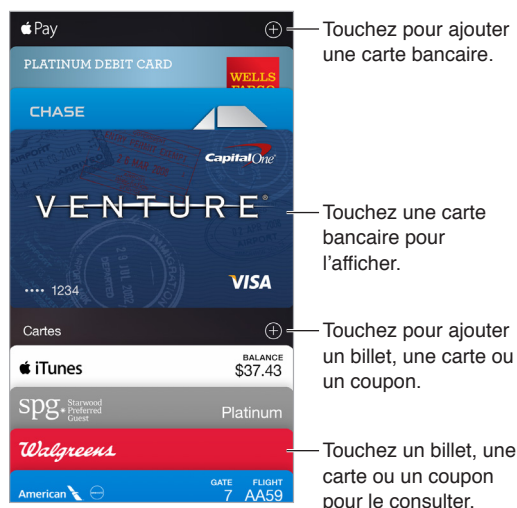 Pay
Touchez pour ajouter
une carte bancaire.
PLATINUM DEBIT CARD
WELLS
FARGO
CHASE
CapitalOne
VENTURE®
Touchez une carte
bancaire pour
l'afficher.
•••• 1234
VISA
Cartes
Touchez pour ajouter
un billet, une carte ou
un coupon.
iTunes
BALANCE
$37.43
spg. Starwood
Preferred
Guest
Platinum
Walgreens
Touchez un billet, une
carte ou un coupon
pour le consulter.
American
GATE
7
FLIGHT
AA59